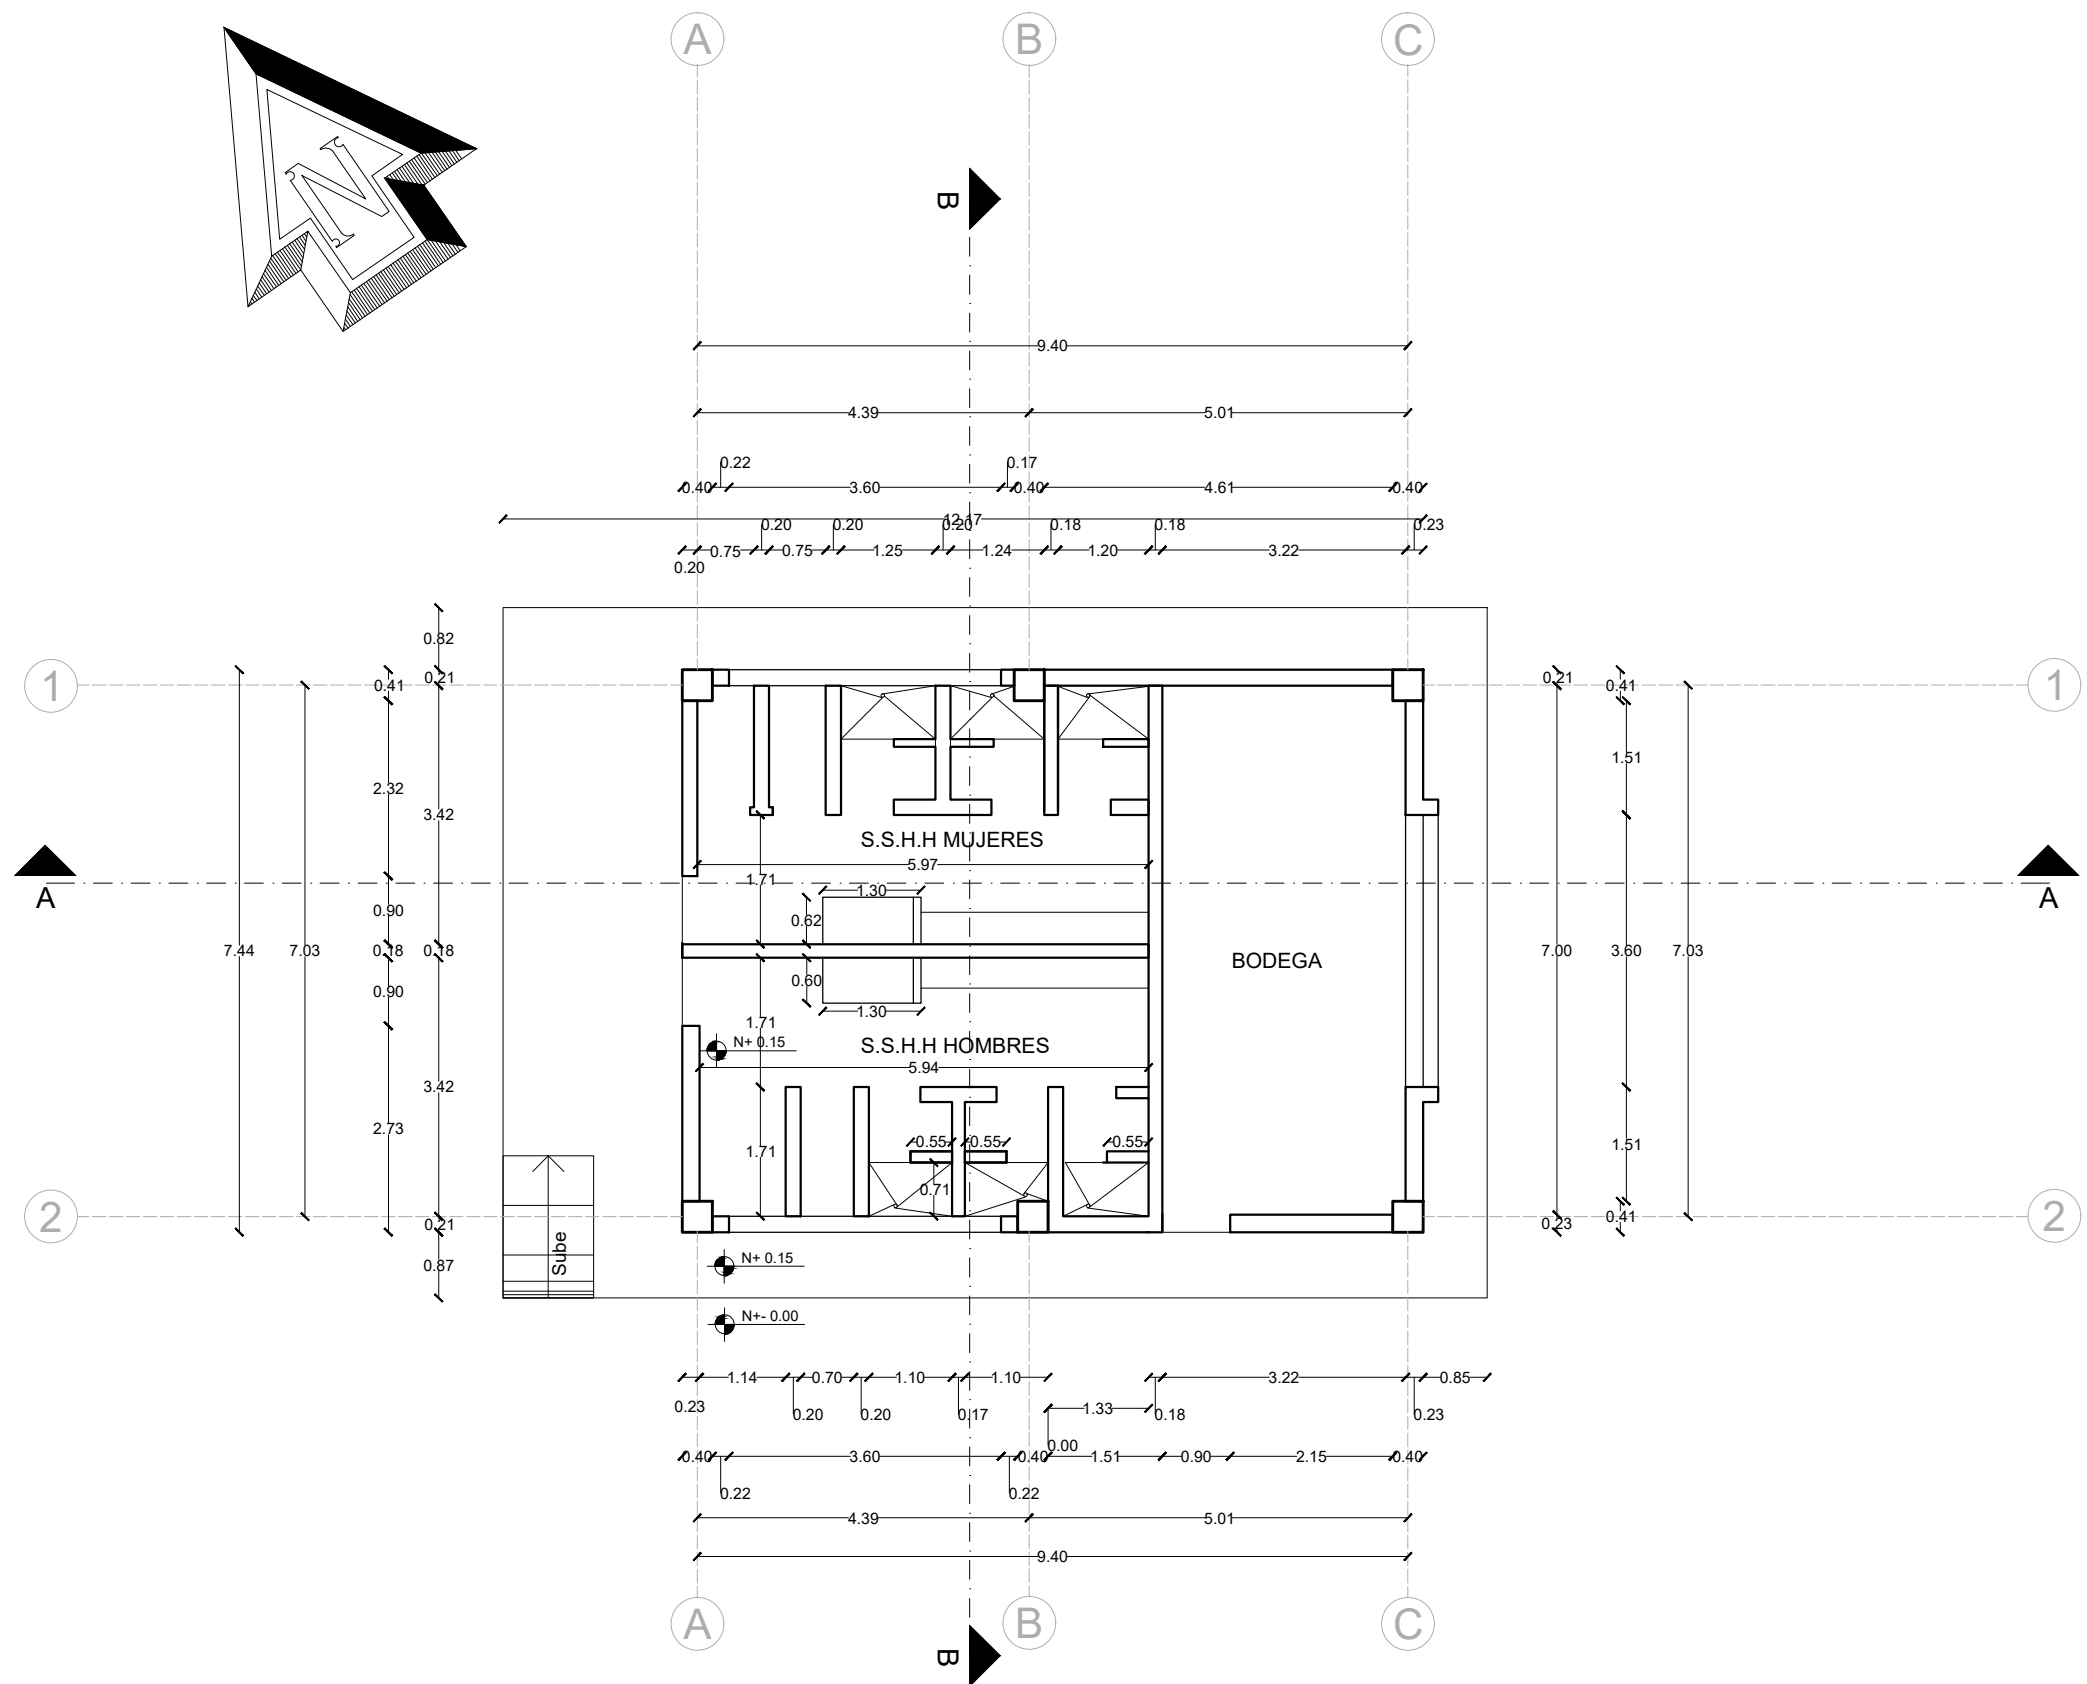 A B C
N
B
9.40
4.39 5.01
0.22 0.17
0.40 3.60 0.40 4.61 0.40
12.17
0.20 0.20 0.20 0.18 0.18 0.23
0.75 0.75 1.25 1.24 1.20 3.22
0.20
0.82
0.21 0.21
1 0.41 0.41 1
1.51
2.32
3.42
S.S.H.H MUJERES
5.97
1.71
1.30
A A
0.90 0.62
7.44 7.03 0.18 0.18 7.00 3.60 7.03
BODEGA
0.60
0.90
1.30
1.71
N+ 0.15
S.S.H.H HOMBRES
5.94
3.42
2.73
0.55 0.55 0.55
1.51
1.71
0.71
2 0.41 2
0.21 0.23
Sube
N+ 0.15
0.87
N+- 0.00
1.14 0.70 1.10 1.10 3.22 0.85
0.23 1.33
0.20 0.20 0.17 0.18 0.23
0.00
0.40 3.60 0.40 1.51 0.90 2.15 0.40
0.22 0.22
4.39 5.01
9.40
A B C
B